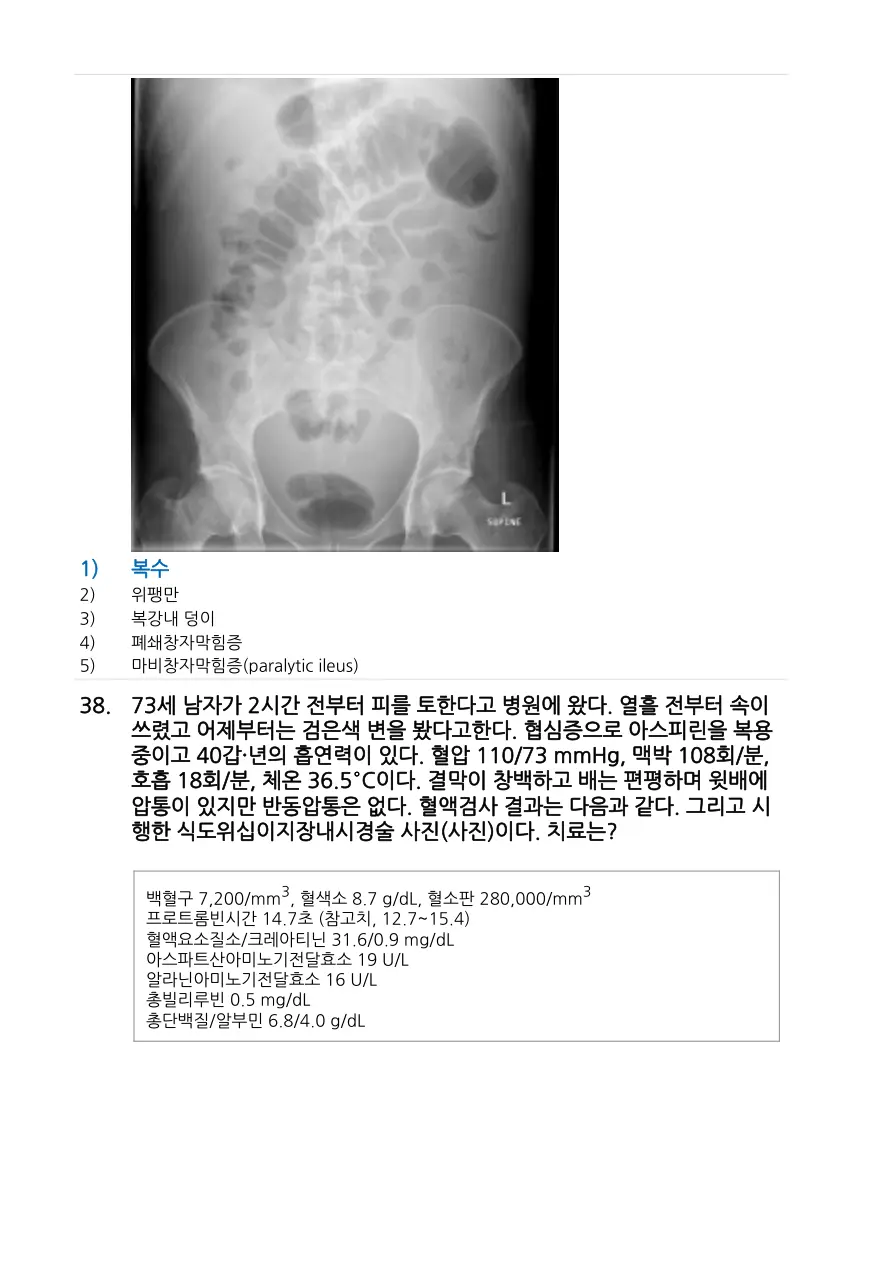 L
SUPINE
1) 복수
2) 위팽만
3) 복강내 덩이
4) 폐쇄창자막힘증
5) 마비창자막힘증(paralytic ileus)
38. 73세 남자가 2시간 전부터 피를 토한다고 병원에 왔다. 열흘 전부터 속이
쓰렸고 어제부터는 검은색 변을 봤다고한다. 협심증으로 아스피린을 복용
중이고 40갑·년의 흡연력이 있다. 혈압 110/73 mmHg, 맥박 108회/분,
호흡 18회/분, 체온 36.5°C이다. 결막이 창백하고 배는 편평하며 윗배에
압통이 있지만 반동압통은 없다. 혈액검사 결과는 다음과 같다. 그리고 시
행한 식도위십이지장내시경술 사진(사진)이다. 치료는?
백혈구 7,200/mm³, 혈색소 8.7 g/dL, 혈소판 280,000/mm³
프로트롬빈시간 14.7초 (참고치, 12.7~15.4)
혈액요소질소/크레아티닌 31.6/0.9 mg/dL
아스파트산아미노기전달효소 19 U/L
알라닌아미노기전달효소 16 U/L
총빌리루빈 0.5 mg/dL
총단백질/알부민 6.8/4.0 g/dL